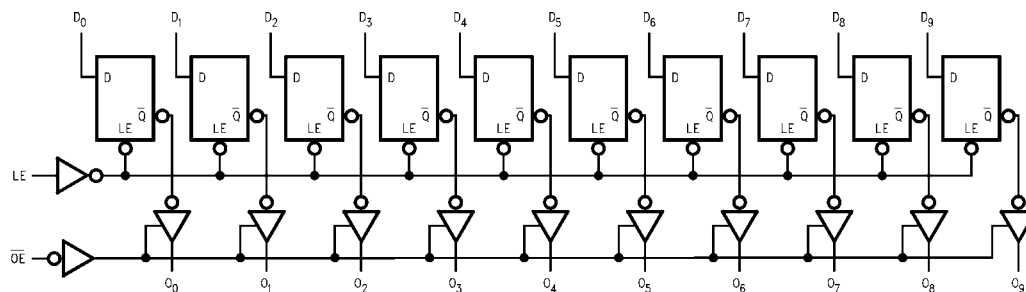 D₀ D₁ D₂ D₃ D₄ D₅ D₆ D₇ D₈ D₉
D D D D D D D D D D
Q̅ Q̅ Q̅ Q̅ Q̅ Q̅ Q̅ Q̅ Q̅ Q̅
LE LE LE LE LE LE LE LE LE LE
LE
O̅E̅
O₀ O₁ O₂ O₃ O₄ O₅ O₆ O₇ O₈ O₉